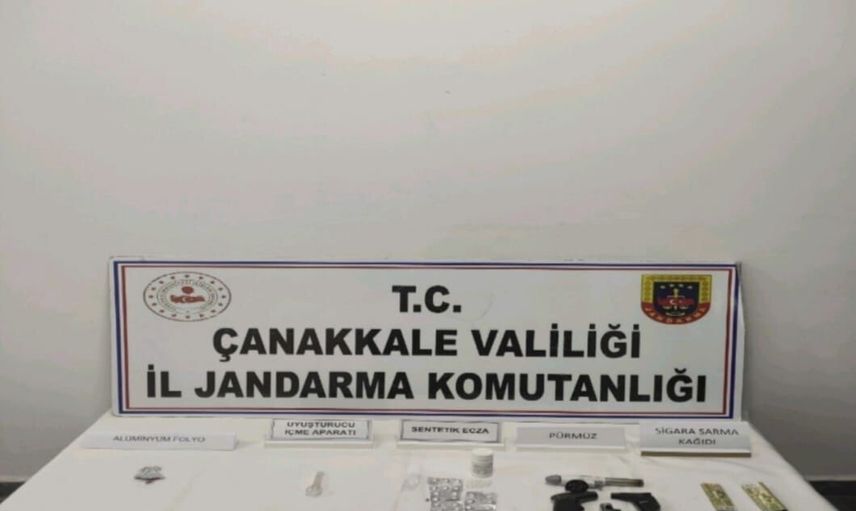 T.C.
ÇANAKKALE VALİLİĞİ
İL JANDARMA KOMUTANLIĞI
JANDARMA
ALÜMİNYUM FOLYO
UYUŞTURUCU
İÇME APARATI
SENTETİK ECZA
PÜRMÜZ
SİGARA SARMA
KAĞIDI